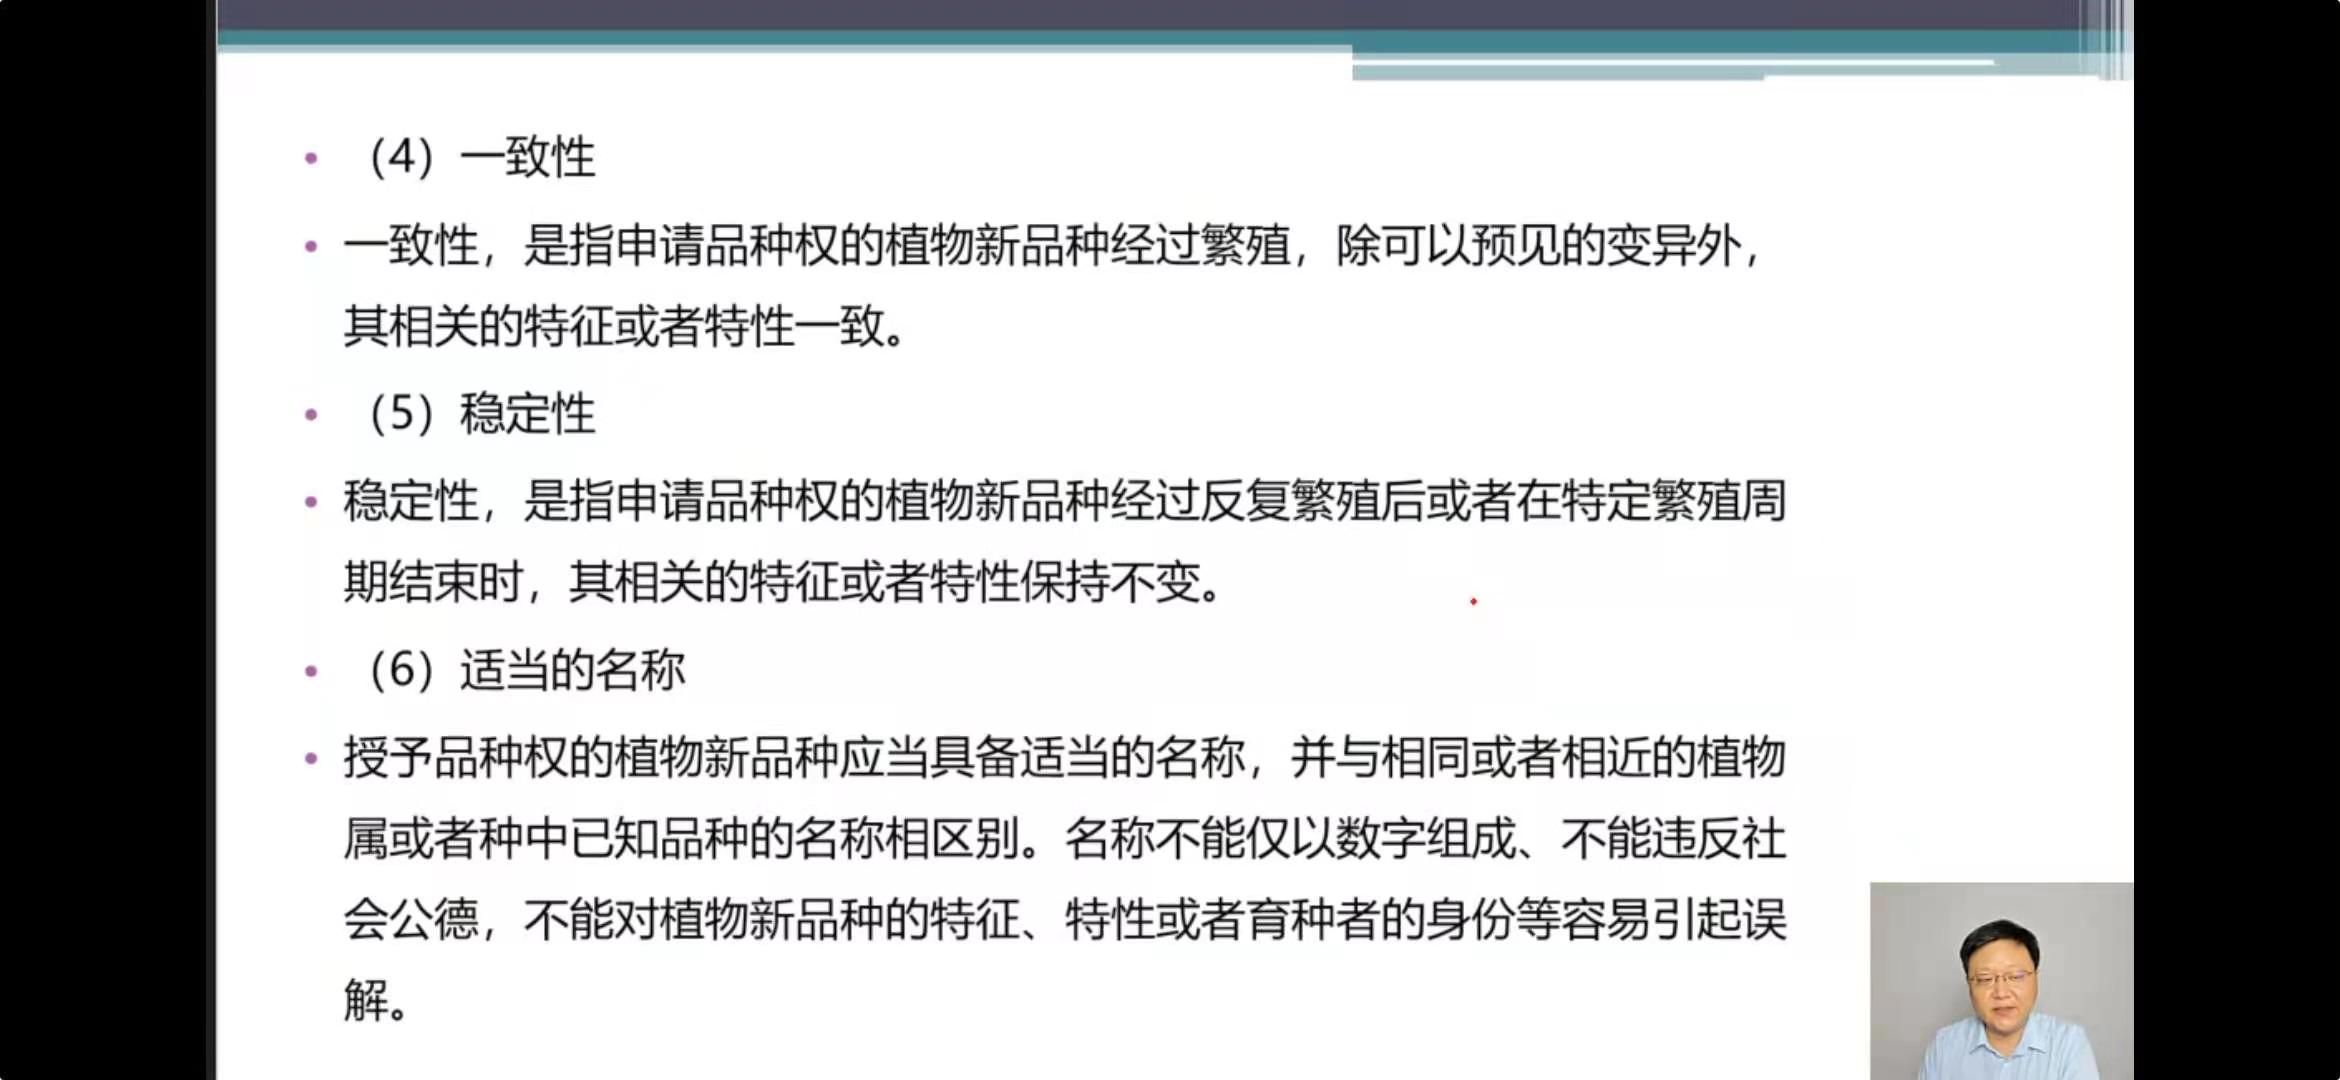 （4）一致性
一致性，是指申请品种权的植物新品种经过繁殖，除可以预见的变异外，
其相关的特征或者特性一致。
（5）稳定性
稳定性，是指申请品种权的植物新品种经过反复繁殖后或者在特定繁殖周
期结束时，其相关的特征或者特性保持不变。
（6）适当的名称
授予品种权的植物新品种应当具备适当的名称，并与相同或者相近的植物
属或者种中已知品种的名称相区别。名称不能仅以数字组成、不能违反社
会公德，不能对植物新品种的特征、特性或者育种者的身份等容易引起误
解。